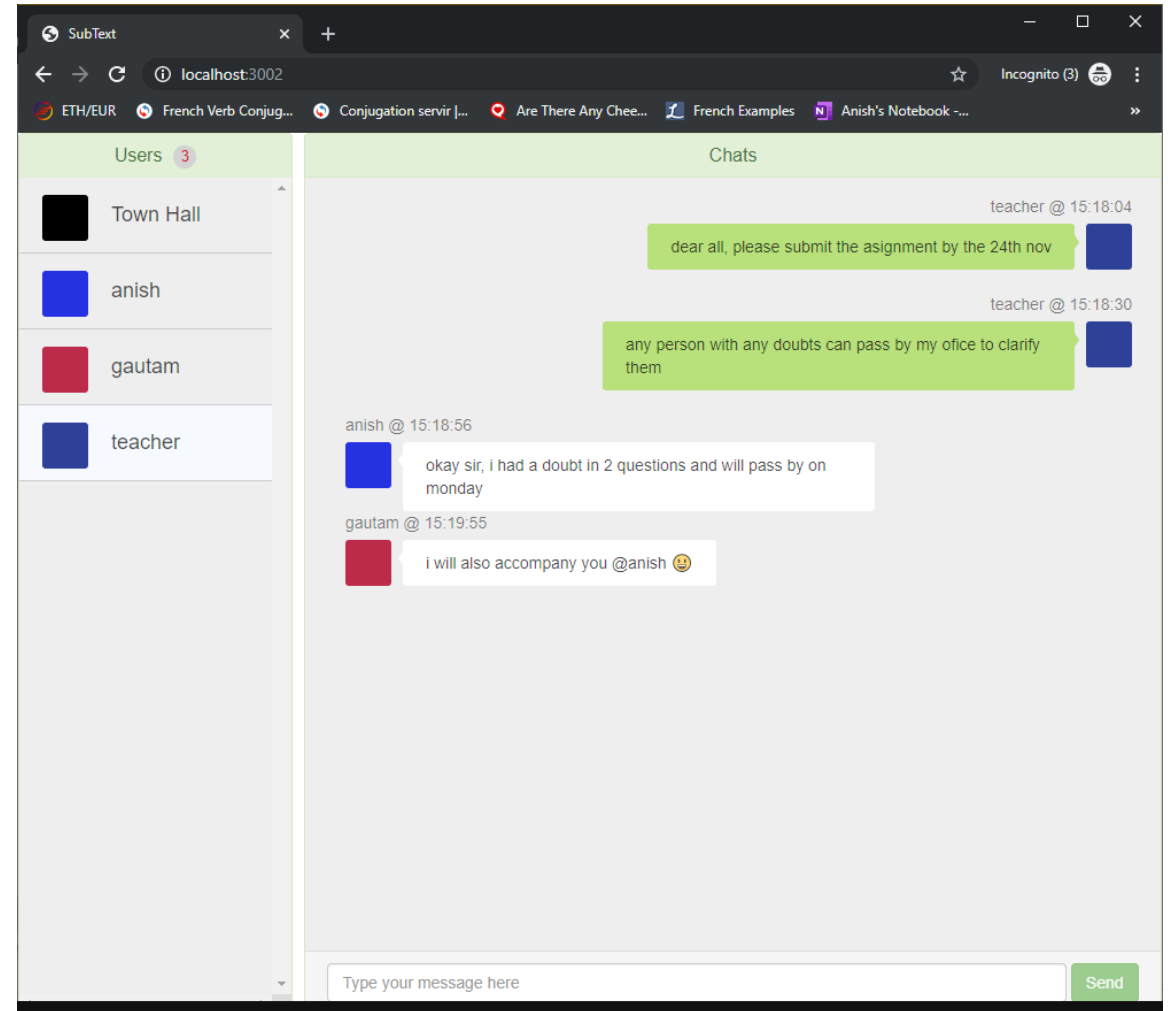 SubText
localhost:3002
Incognito (3)
ETH/EUR
French Verb Conjug...
Conjugation servir |...
Are There Any Chee...
French Examples
Anish's Notebook -...
»
Users 3
Chats
Town Hall
anish
gautam
teacher
teacher @ 15:18:04
dear all, please submit the asignment by the 24th nov
teacher @ 15:18:30
any person with any doubts can pass by my ofice to clarify
them
anish @ 15:18:56
okay sir, i had a doubt in 2 questions and will pass by on
monday
gautam @ 15:19:55
i will also accompany you @anish 😃
Type your message here
Send